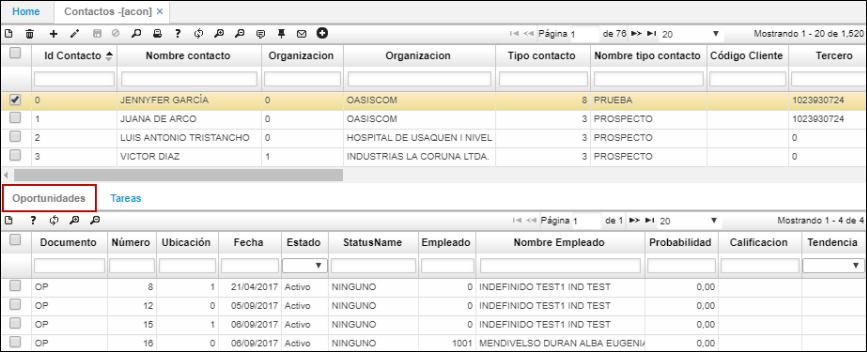 Home Contactos -[acon] ×
Página 1 de 76 20 Mostrando 1 - 20 de 1,520
Id Contacto Nombre contacto Organizacion Organizacion Tipo contacto Nombre tipo contacto Código Cliente Tercero
0 JENNYFER GARCÍA 0 OASISCOM 8 PRUEBA 1023930724
1 JUANA DE ARCO 0 OASISCOM 3 PROSPECTO 1023930724
2 LUIS ANTONIO TRISTANCHO 0 HOSPITAL DE USAQUEN I NIVEL 3 PROSPECTO 0
3 VICTOR DIAZ 1 INDUSTRIAS LA CORUNA LTDA. 3 PROSPECTO 0
Oportunidades Tareas
Página 1 de 1 20 Mostrando 1 - 4 de 4
Documento Número Ubicación Fecha Estado StatusName Empleado Nombre Empleado Probabilidad Calificacion Tendencia
OP 8 1 21/04/2017 Activo NINGUNO 0 INDEFINIDO TEST1 IND TEST 0,00
OP 12 0 05/09/2017 Activo NINGUNO 0 INDEFINIDO TEST1 IND TEST 0,00
OP 15 1 06/09/2017 Activo NINGUNO 0 INDEFINIDO TEST1 IND TEST 0,00
OP 16 0 06/09/2017 Activo NINGUNO 1001 MENDIVELSO DURAN ALBA EUGENIA 0,00